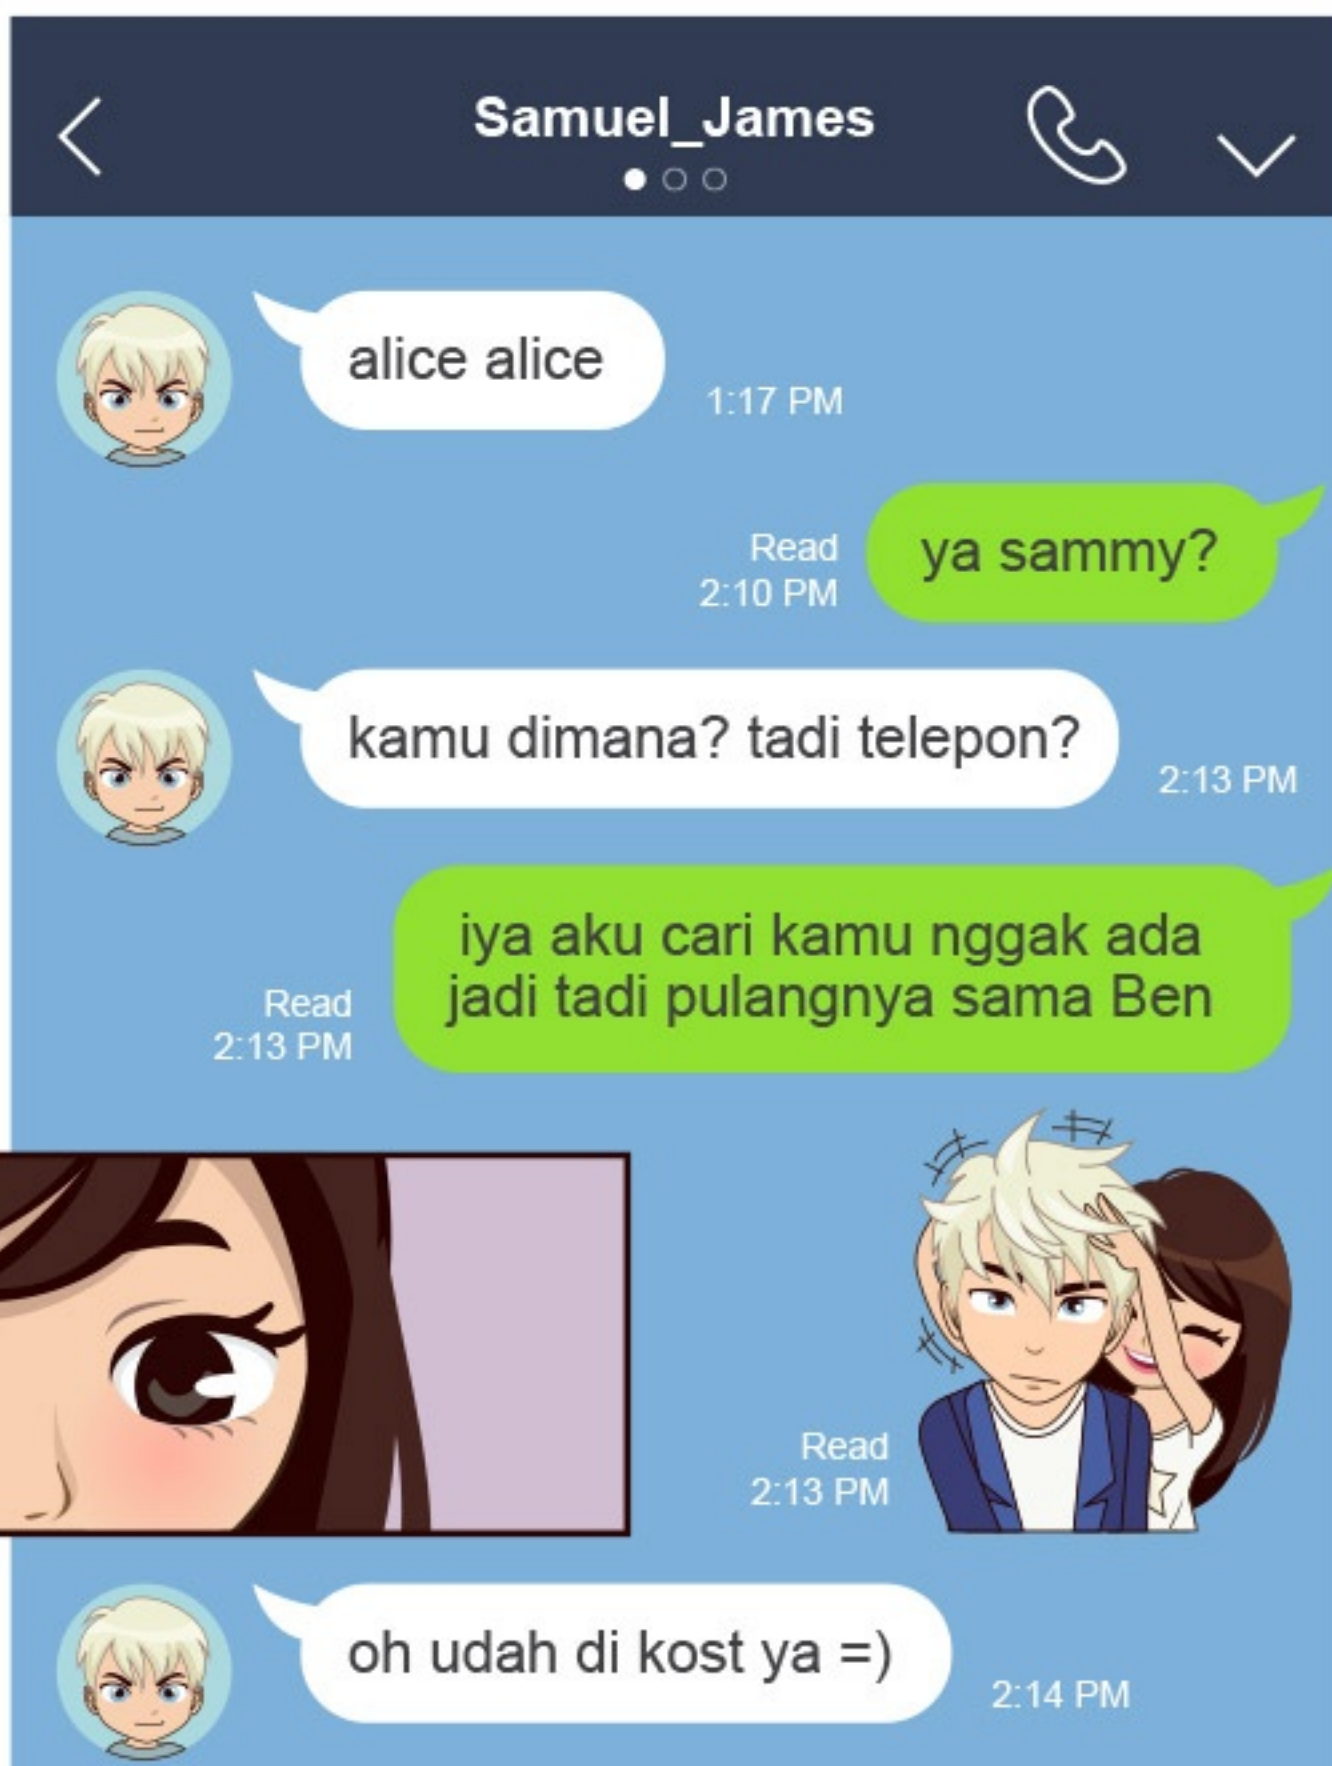 Samuel_James
alice alice
1:17 PM
ya sammy?
Read
2:10 PM
kamu dimana? tadi telepon?
2:13 PM
iya aku cari kamu nggak ada
jadi tadi pulangnya sama Ben
Read
2:13 PM
Read
2:13 PM
oh udah di kost ya =)
2:14 PM